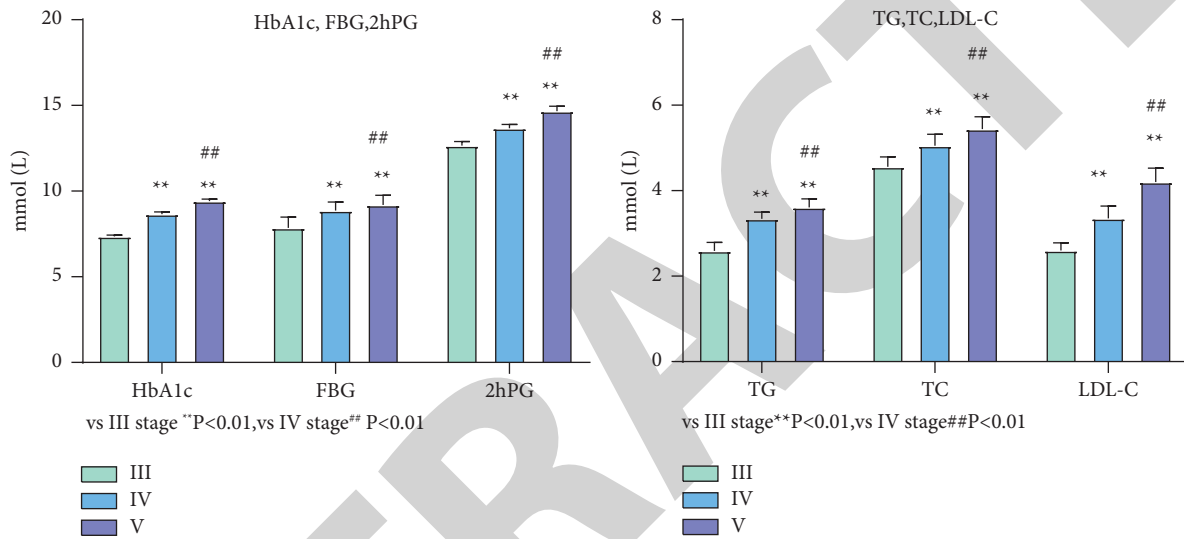 HbA1c, FBG,2hPG
mmol (L)
20
15
10
5
0
**
**
##
**
**
##
**
**
##
HbA1c
FBG
2hPG
vs III stage **P<0.01,vs IV stage## P<0.01
III
IV
V
TG,TC,LDL-C
mmol (L)
8
6
4
2
0
**
**
##
**
**
##
**
**
##
TG
TC
LDL-C
vs III stage**P<0.01,vs IV stage##P<0.01
III
IV
V